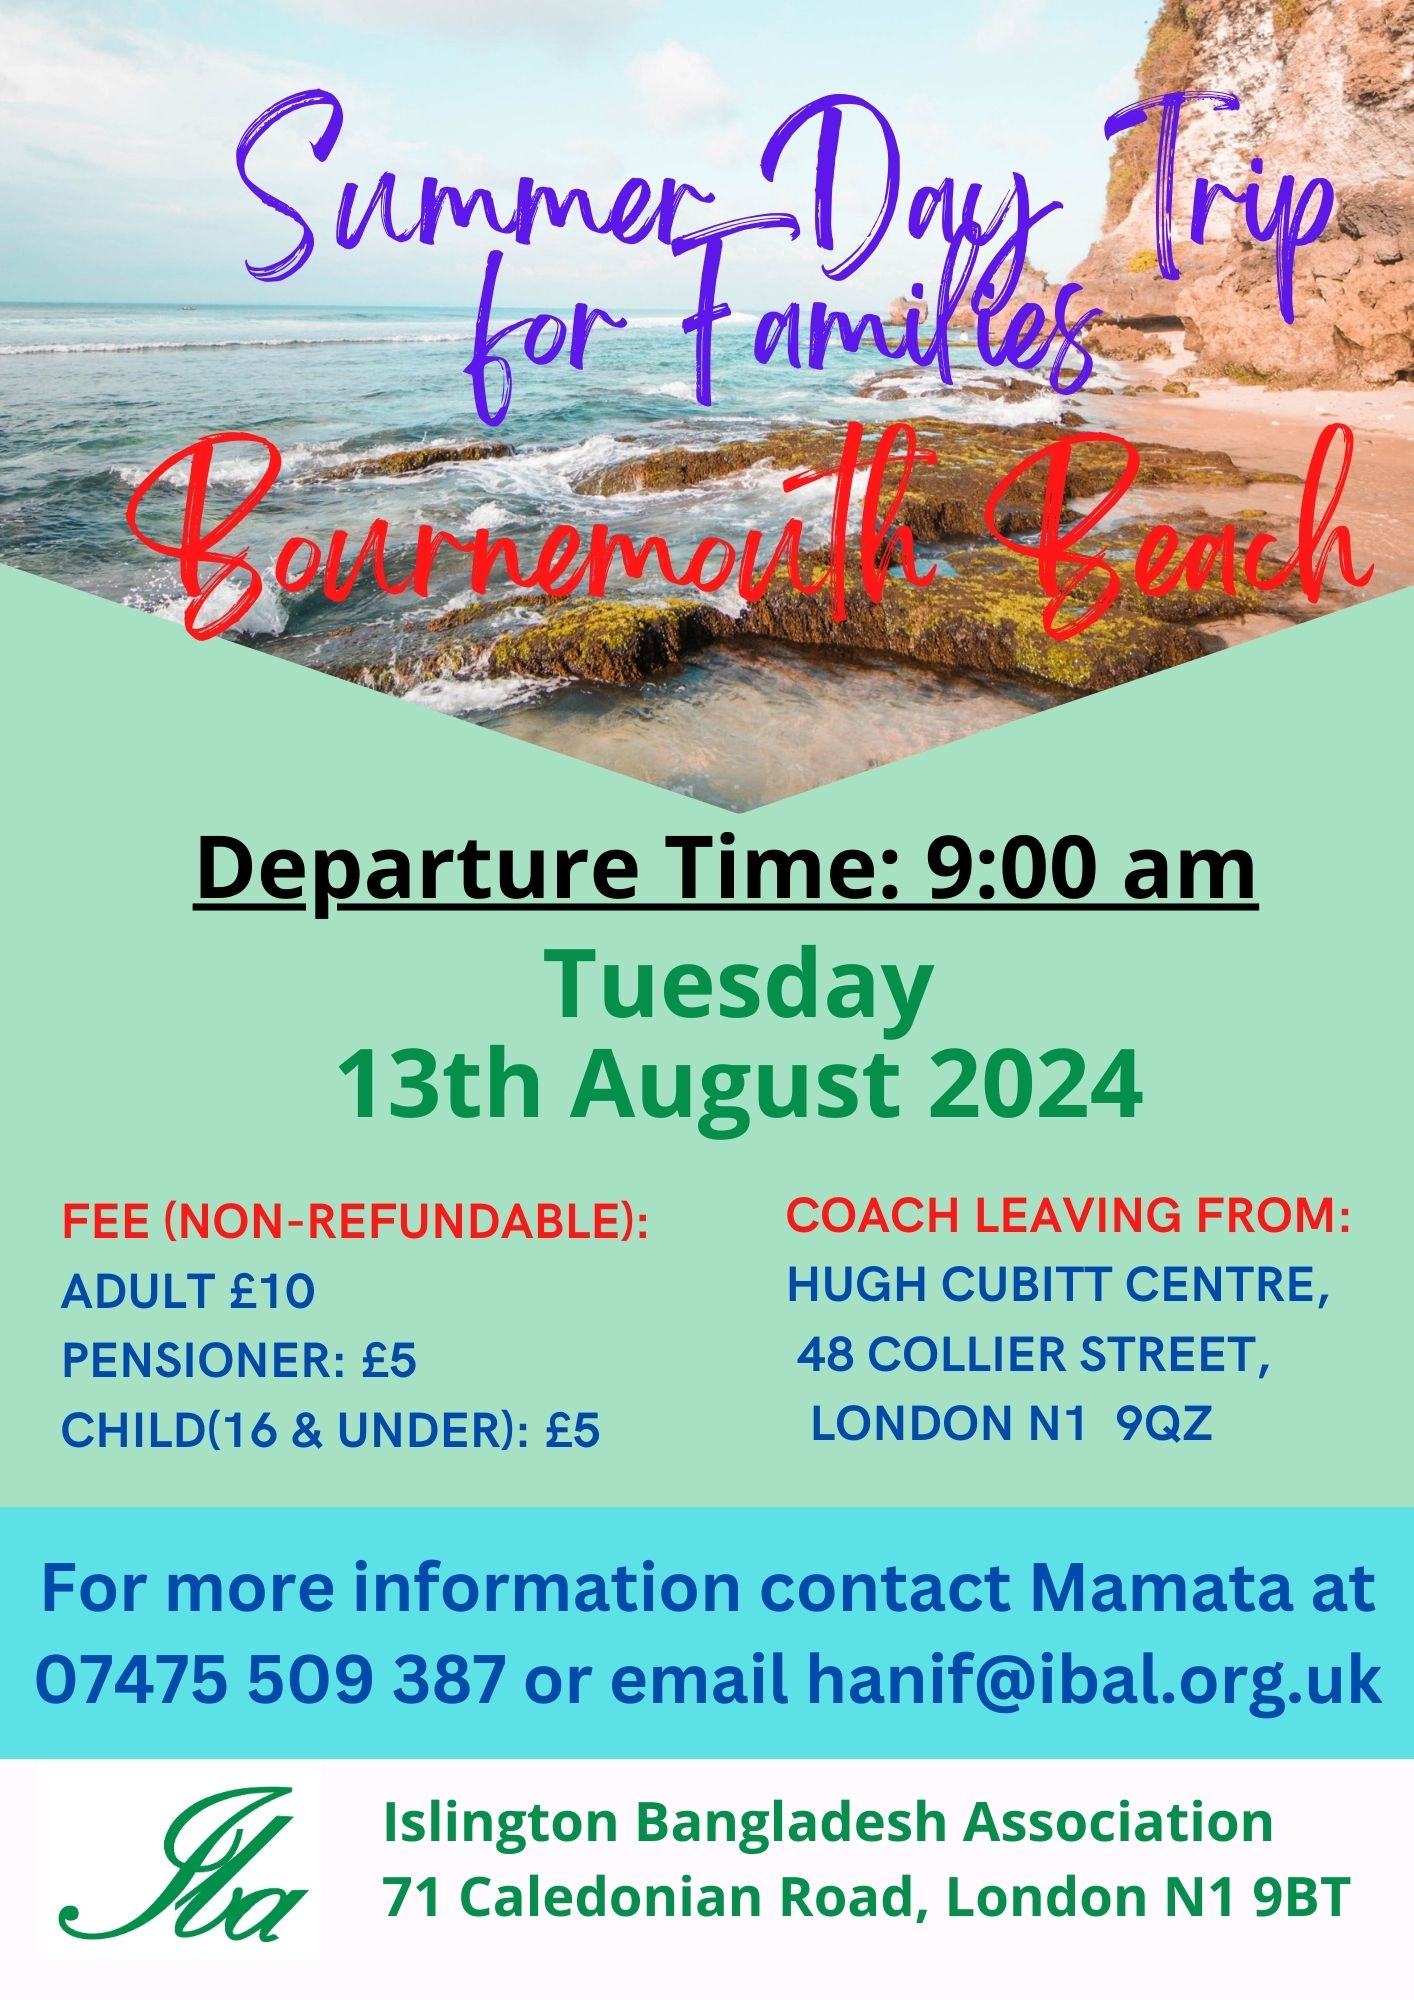 Summer Day Trip
for Families
Bournemouth Beach
Departure Time: 9:00 am
Tuesday
13th August 2024
FEE (NON-REFUNDABLE):
ADULT £10
PENSIONER: £5
CHILD(16 & UNDER): £5
COACH LEAVING FROM:
HUGH CUBITT CENTRE,
48 COLLIER STREET,
LONDON N1 9QZ
For more information contact Mamata at
07475 509 387 or email hanif@ibal.org.uk
Iba
Islington Bangladesh Association
71 Caledonian Road, London N1 9BT